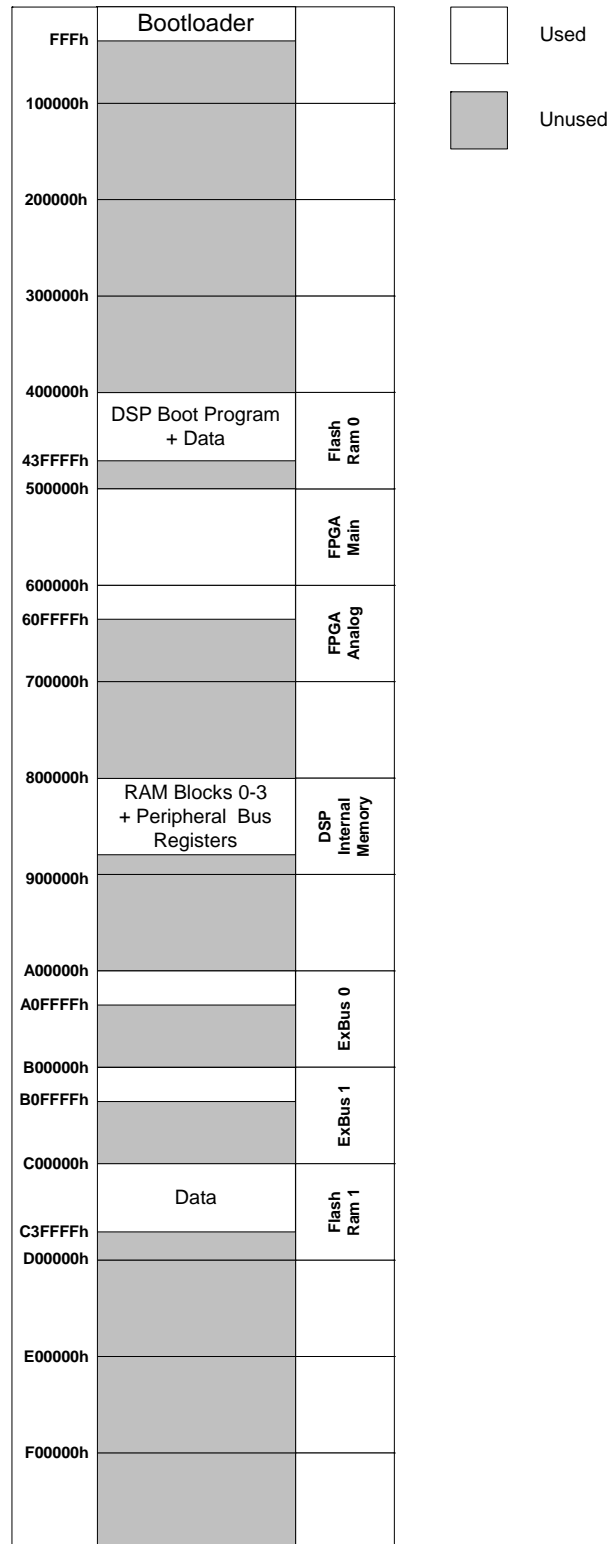 Bootloader
Used
FFFh
100000h
Unused
200000h
300000h
400000h
DSP Boot Program
+ Data
Flash
Ram 0
43FFFFh
500000h
FPGA
Main
600000h
60FFFFh
FPGA
Analog
700000h
800000h
RAM Blocks 0-3
+ Peripheral Bus
Registers
DSP
Internal
Memory
900000h
A00000h
A0FFFFh
ExBus 0
B00000h
B0FFFFh
ExBus 1
C00000h
Data
Flash
Ram 1
C3FFFFh
D00000h
E00000h
F00000h